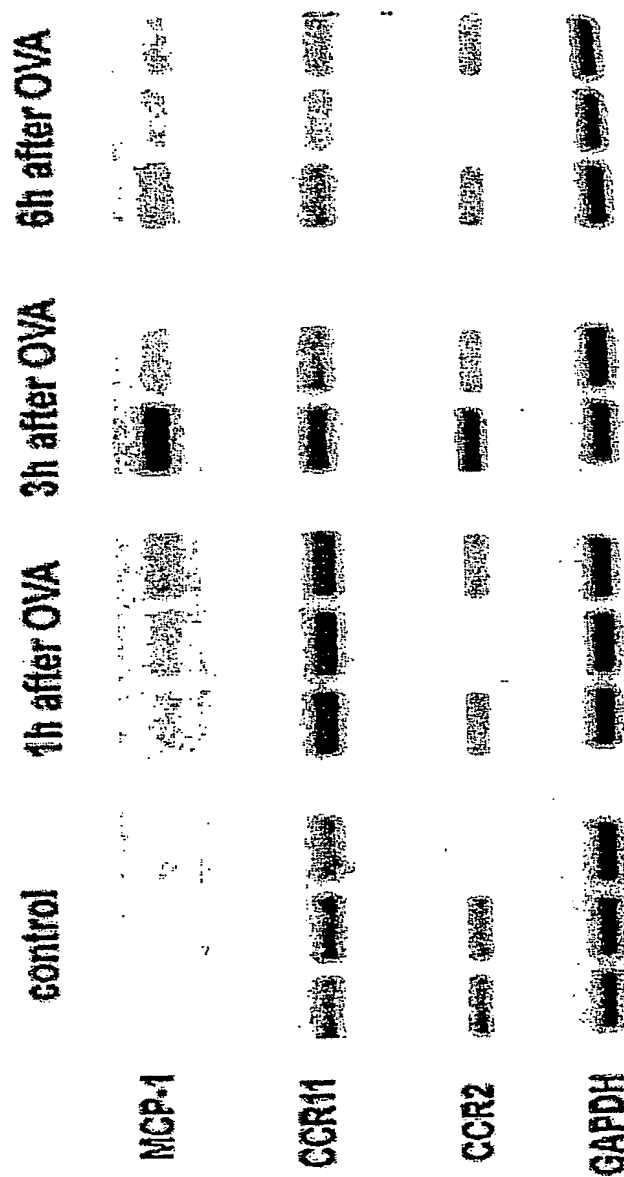 control 1h after OVA 3h after OVA 6h after OVA
MCP-1
CCR11
CCR2
GAPDH